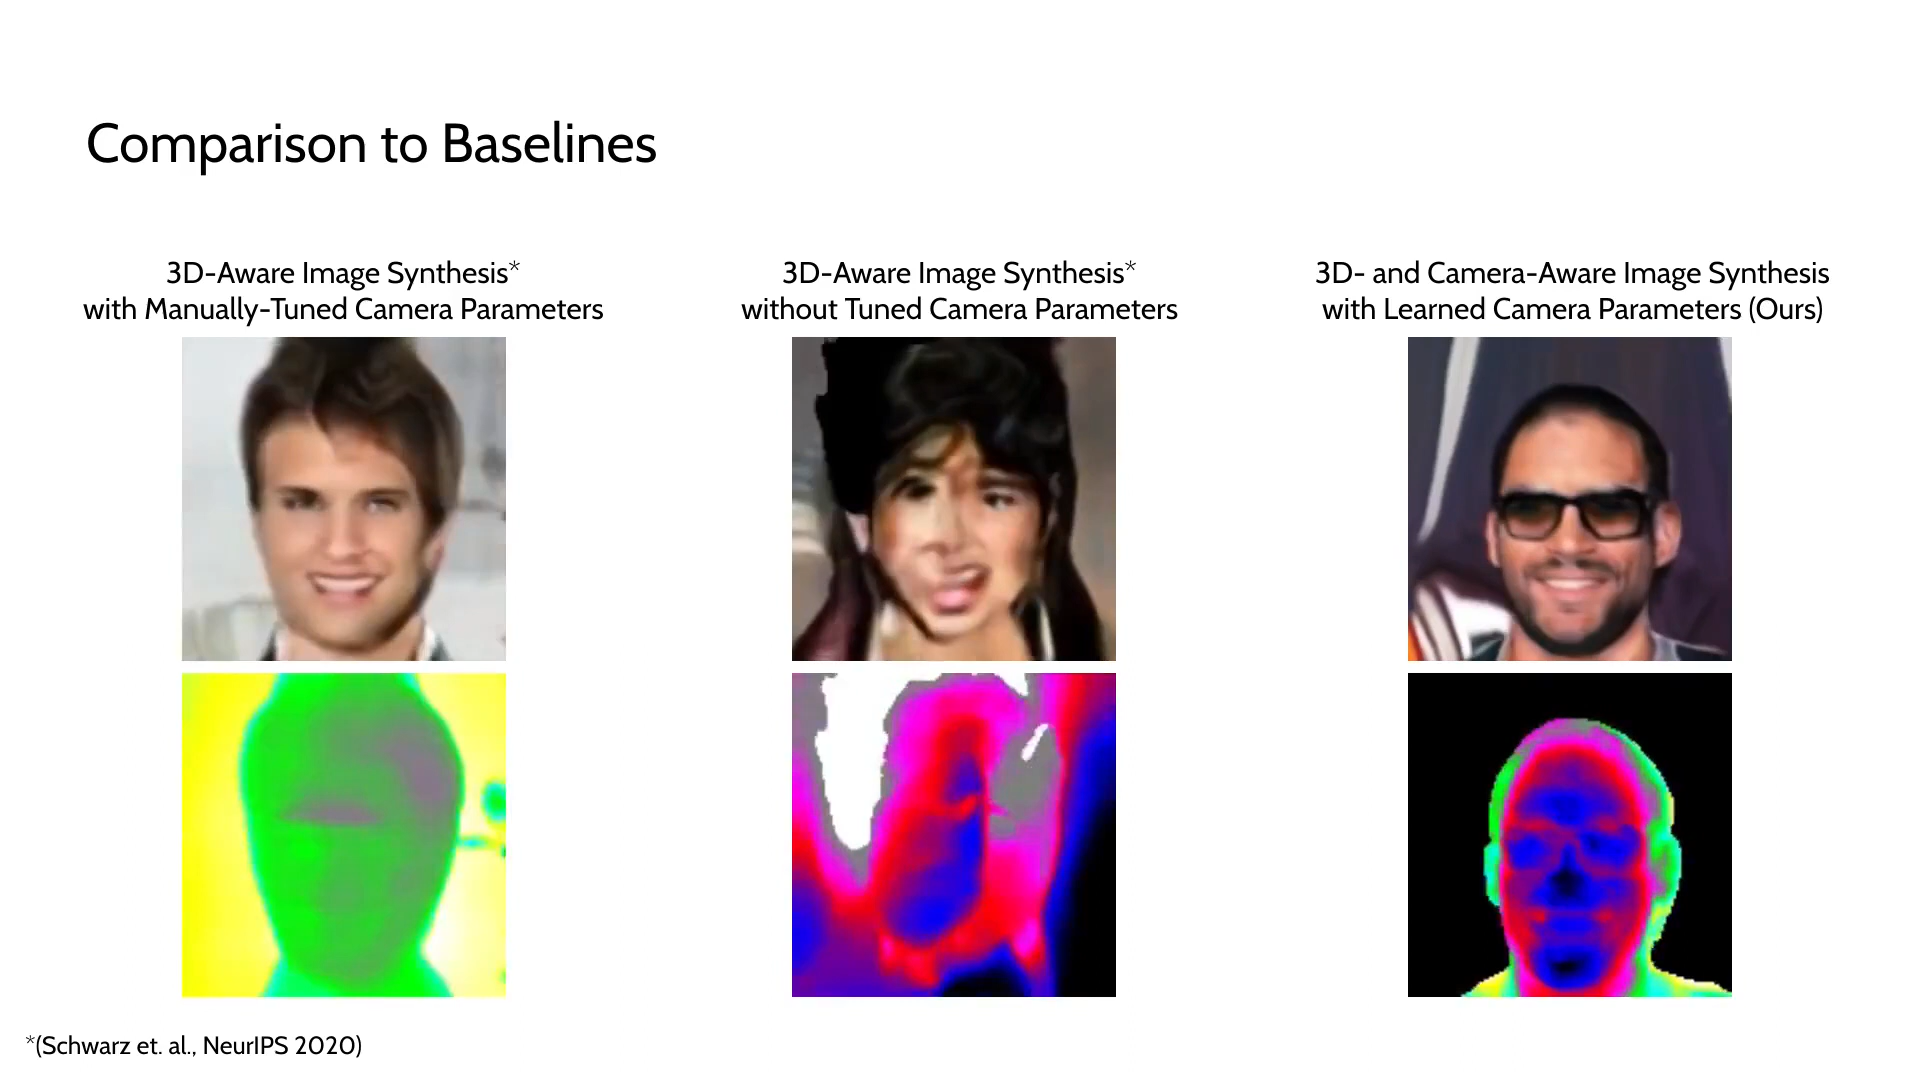 Comparison to Baselines
3D-Aware Image Synthesis*
with Manually-Tuned Camera Parameters
3D-Aware Image Synthesis*
without Tuned Camera Parameters
3D- and Camera-Aware Image Synthesis
with Learned Camera Parameters (Ours)
*(Schwarz et. al., NeurIPS 2020)